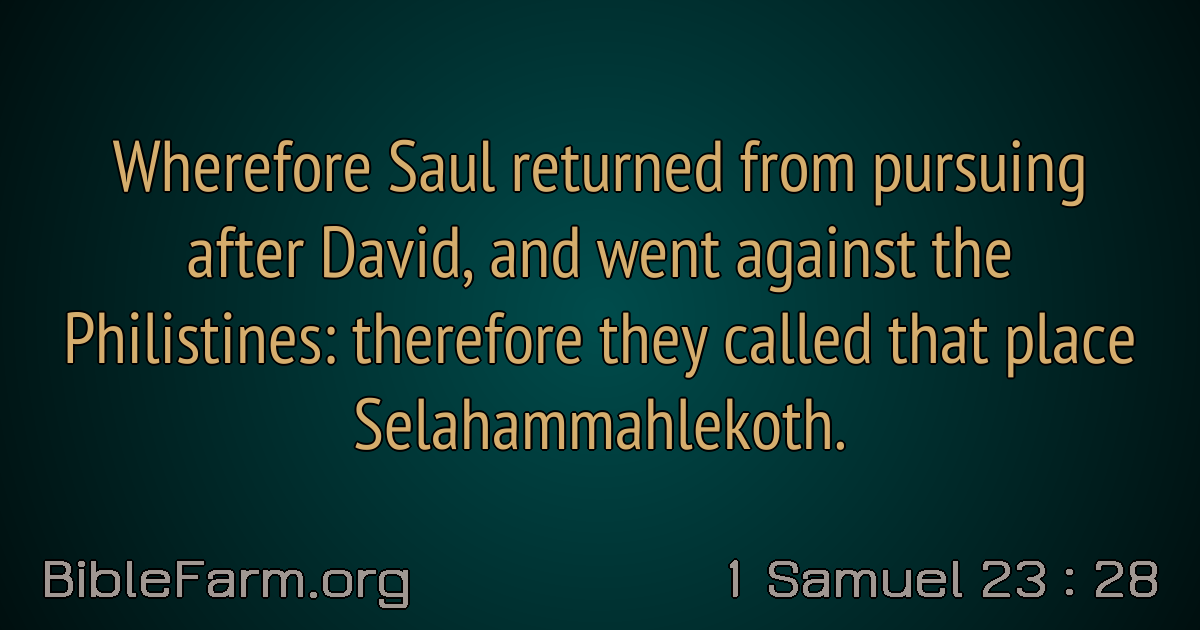 Wherefore Saul returned from pursuing
after David, and went against the
Philistines: therefore they called that place
Selahammahlekoth.
BibleFarm.org
1 Samuel 23 : 28